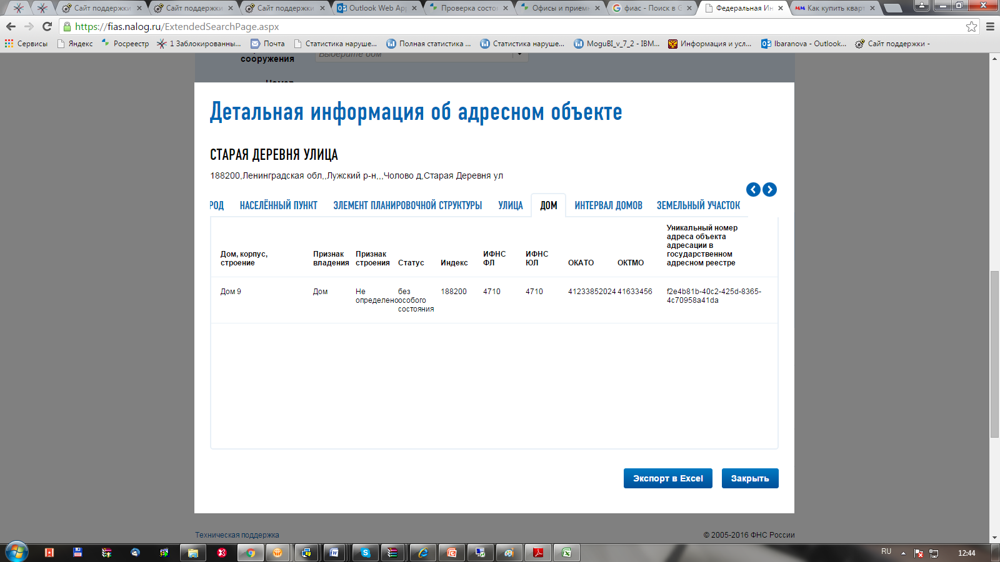 Сайт поддержки
Сайт поддержки
Сайт поддержки
Outlook Web App
Проверка состо
Офисы и приемн
фиас - Поиск в G
Федеральная Ин
Как купить кварт
https://fias.nalog.ru/ExtendedSearchPage.aspx
Сервисы
Яндекс
Росреестр
1 Заблокированны...
Почта
Статистика наруше...
Полная статистика ...
Статистика наруше...
MoguBI_v_7_2 - IBM...
Информация и усл...
Ibaranova - Outlook...
Сайт поддержки -
сооружения
Выберите дом
Номер
Детальная информация об адресном объекте
СТАРАЯ ДЕРЕВНЯ УЛИЦА
188200,Ленинградская обл,,Лужский р-н,,,Чолово д,Старая Деревня ул
РОД
НАСЕЛЁННЫЙ ПУНКТ
ЭЛЕМЕНТ ПЛАНИРОВОЧНОЙ СТРУКТУРЫ
УЛИЦА
ДОМ
ИНТЕРВАЛ ДОМОВ
ЗЕМЕЛЬНЫЙ УЧАСТОК
Дом, корпус,
строение
Признак
владения
Признак
строения
Статус
Индекс
ИФНС
ФЛ
ИФНС
ЮЛ
ОКАТО
ОКТМО
Уникальный номер
адреса объекта
адресации в
государственном
адресном реестре
Дом 9
Дом
Не
определено
без
особого
состояния
188200
4710
4710
41233852024
41633456
f2e4b81b-40c2-425d-8365-
4c70958a41da
Экспорт в Excel
Закрыть
Техническая поддержка
© 2005-2016 ФНС России
RU
12:44